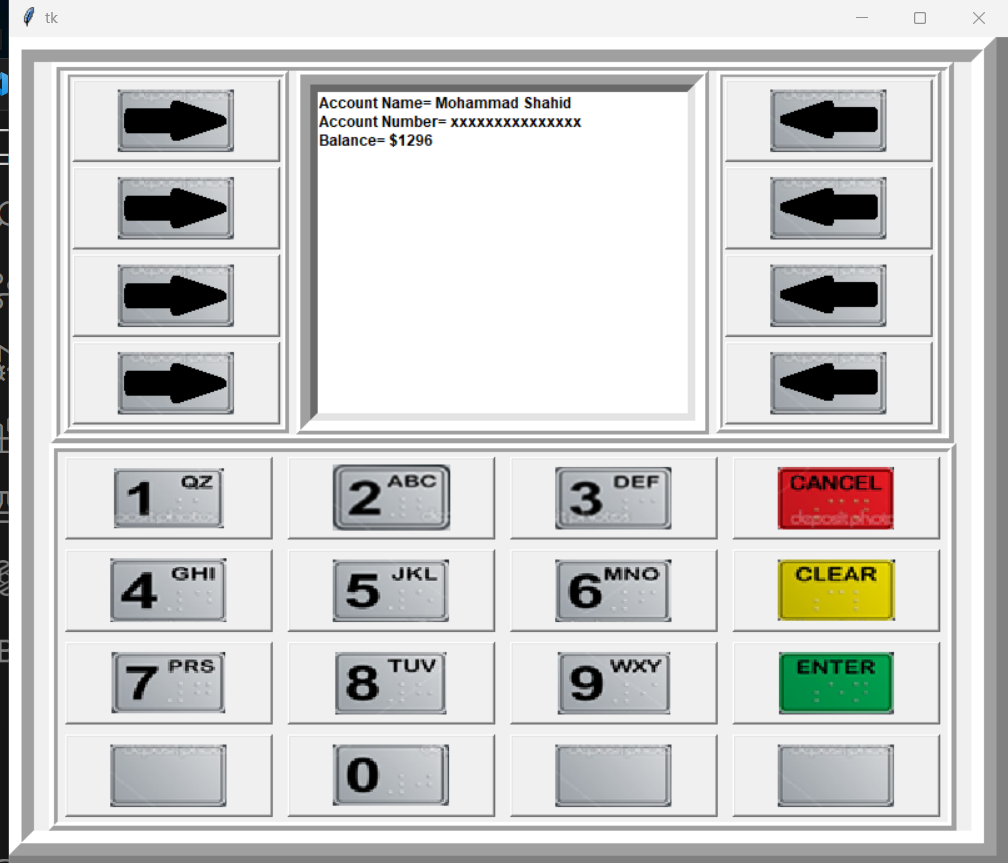 tk
Account Name= Mohammad Shahid
Account Number= xxxxxxxxxxxxxxx
Balance= $1296
1 QZ
2 ABC
3 DEF
CANCEL
depositphotos
4 GHI
5 JKL
6 MNO
CLEAR
7 PRS
8 TUV
9 WXY
ENTER
0